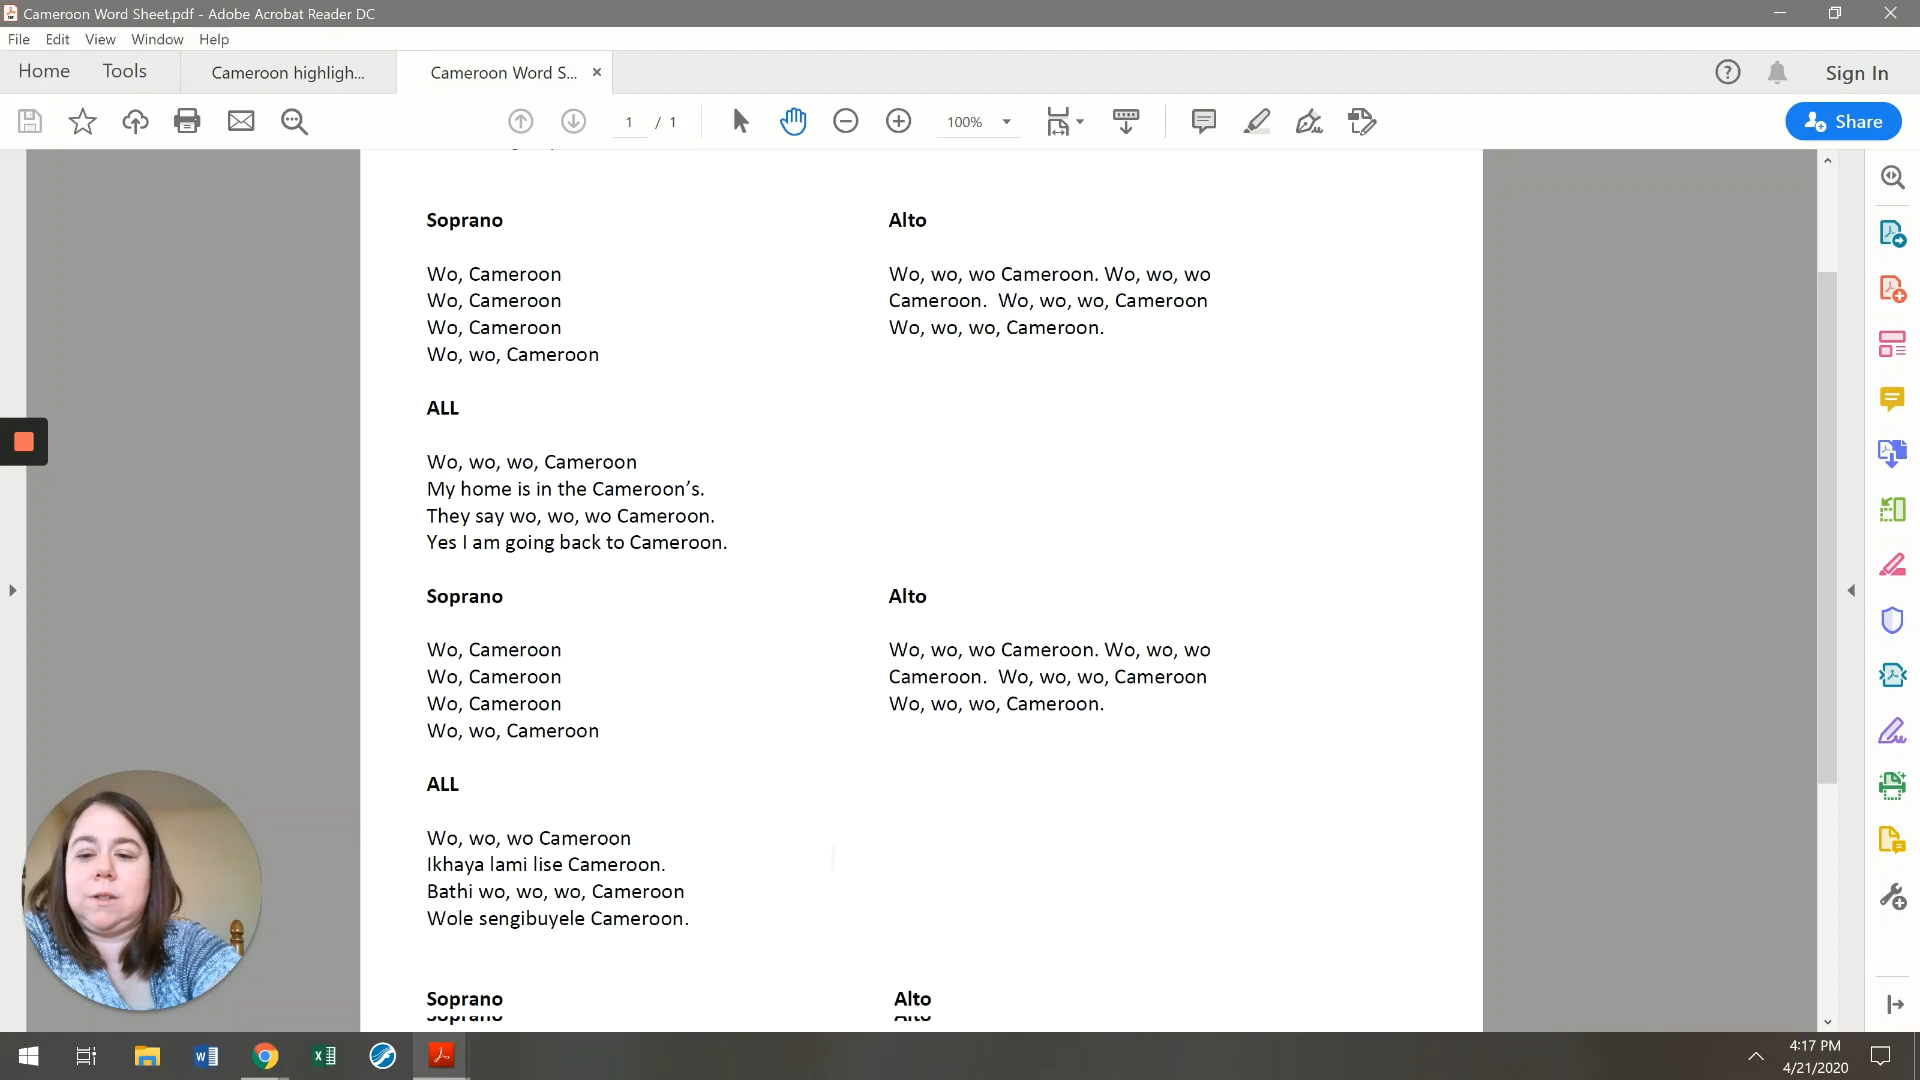 Cameroon Word Sheet.pdf - Adobe Acrobat Reader DC
File Edit View Window Help
Home Tools Cameroon highligh... Cameroon Word S... Sign In
1 / 1 100% Share
Soprano Alto
Wo, Cameroon Wo, wo, wo Cameroon. Wo, wo, wo
Wo, Cameroon Cameroon. Wo, wo, wo, Cameroon
Wo, Cameroon Wo, wo, wo, Cameroon.
Wo, wo, Cameroon
ALL
Wo, wo, wo, Cameroon
My home is in the Cameroon’s.
They say wo, wo, wo Cameroon.
Yes I am going back to Cameroon.
Soprano Alto
Wo, Cameroon Wo, wo, wo Cameroon. Wo, wo, wo
Wo, Cameroon Cameroon. Wo, wo, wo, Cameroon
Wo, Cameroon Wo, wo, wo, Cameroon.
Wo, wo, Cameroon
ALL
Wo, wo, wo Cameroon
Ikhaya lami lise Cameroon.
Bathi wo, wo, wo, Cameroon
Wole sengibuyele Cameroon.
Soprano Alto
Soprano Alto
4:17 PM
4/21/2020